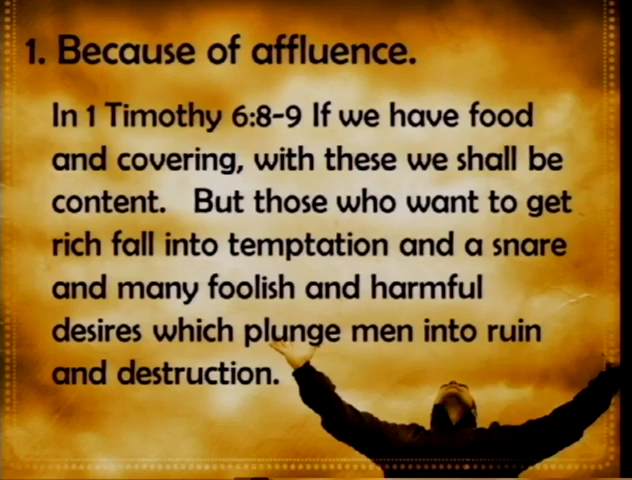 1. Because of affluence.
In 1 Timothy 6:8-9 If we have food
and covering, with these we shall be
content. But those who want to get
rich fall into temptation and a snare
and many foolish and harmful
desires which plunge men into ruin
and destruction.